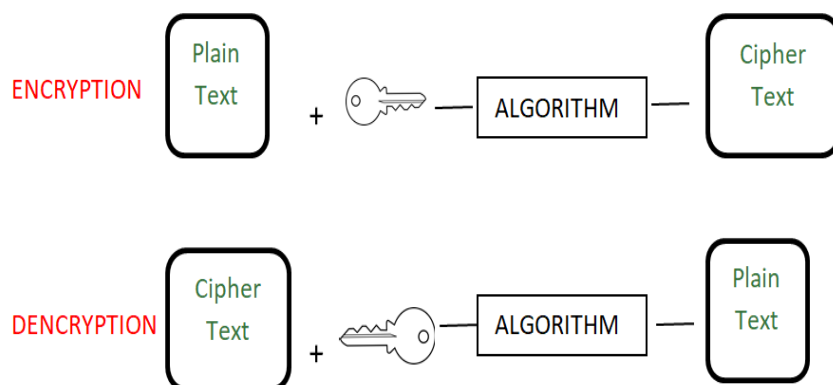 Plain
Text
ENCRYPTION
+
ALGORITHM
Cipher
Text
Cipher
Text
DENCRYPTION
+
ALGORITHM
Plain
Text